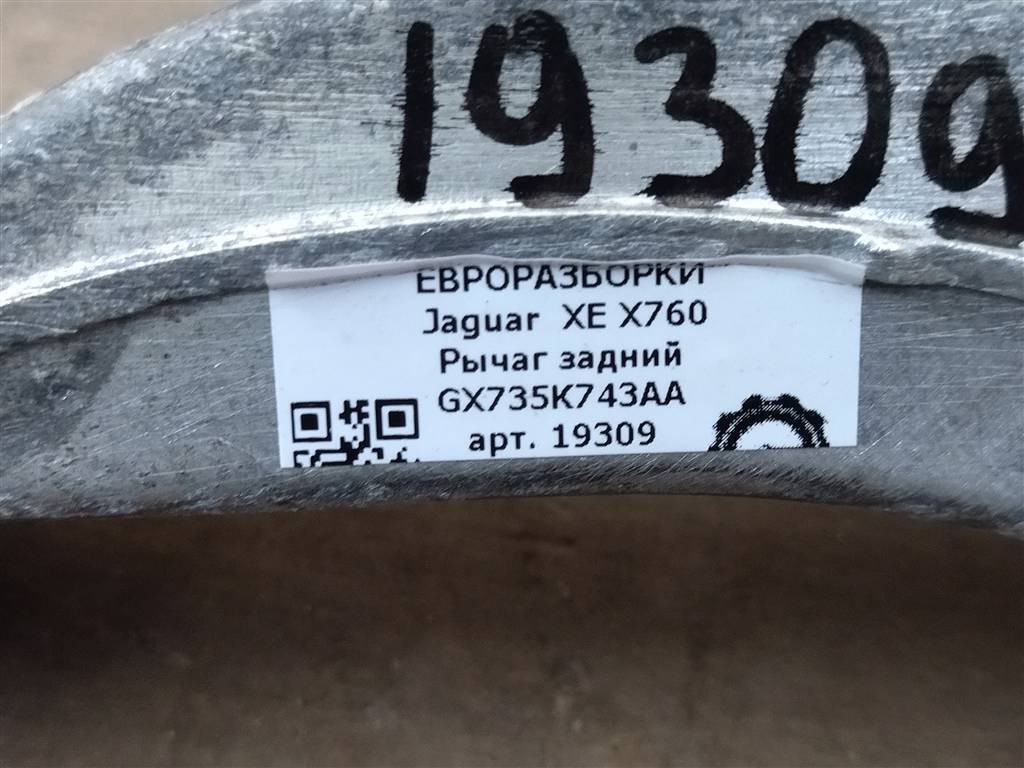 19309
ЕВРОРАЗБОРКИ
Jaguar XE X760
Рычаг задний
GX735K743AA
арт. 19309